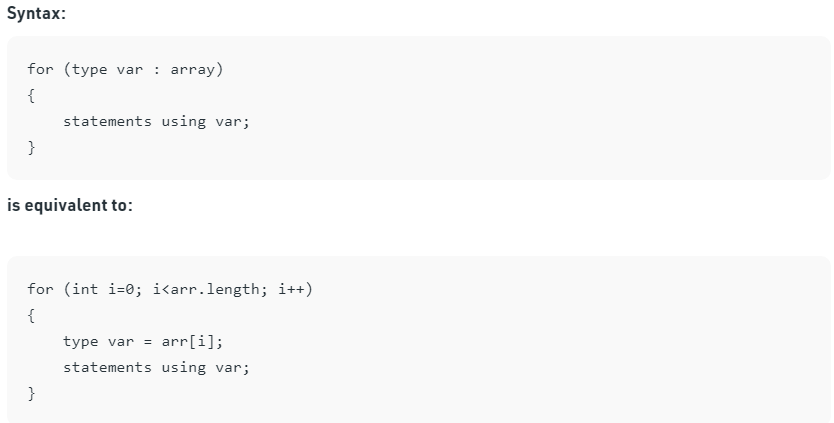 Syntax:
for (type var : array)
{
    statements using var;
}
is equivalent to:
for (int i=0; i<arr.length; i++)
{
    type var = arr[i];
    statements using var;
}